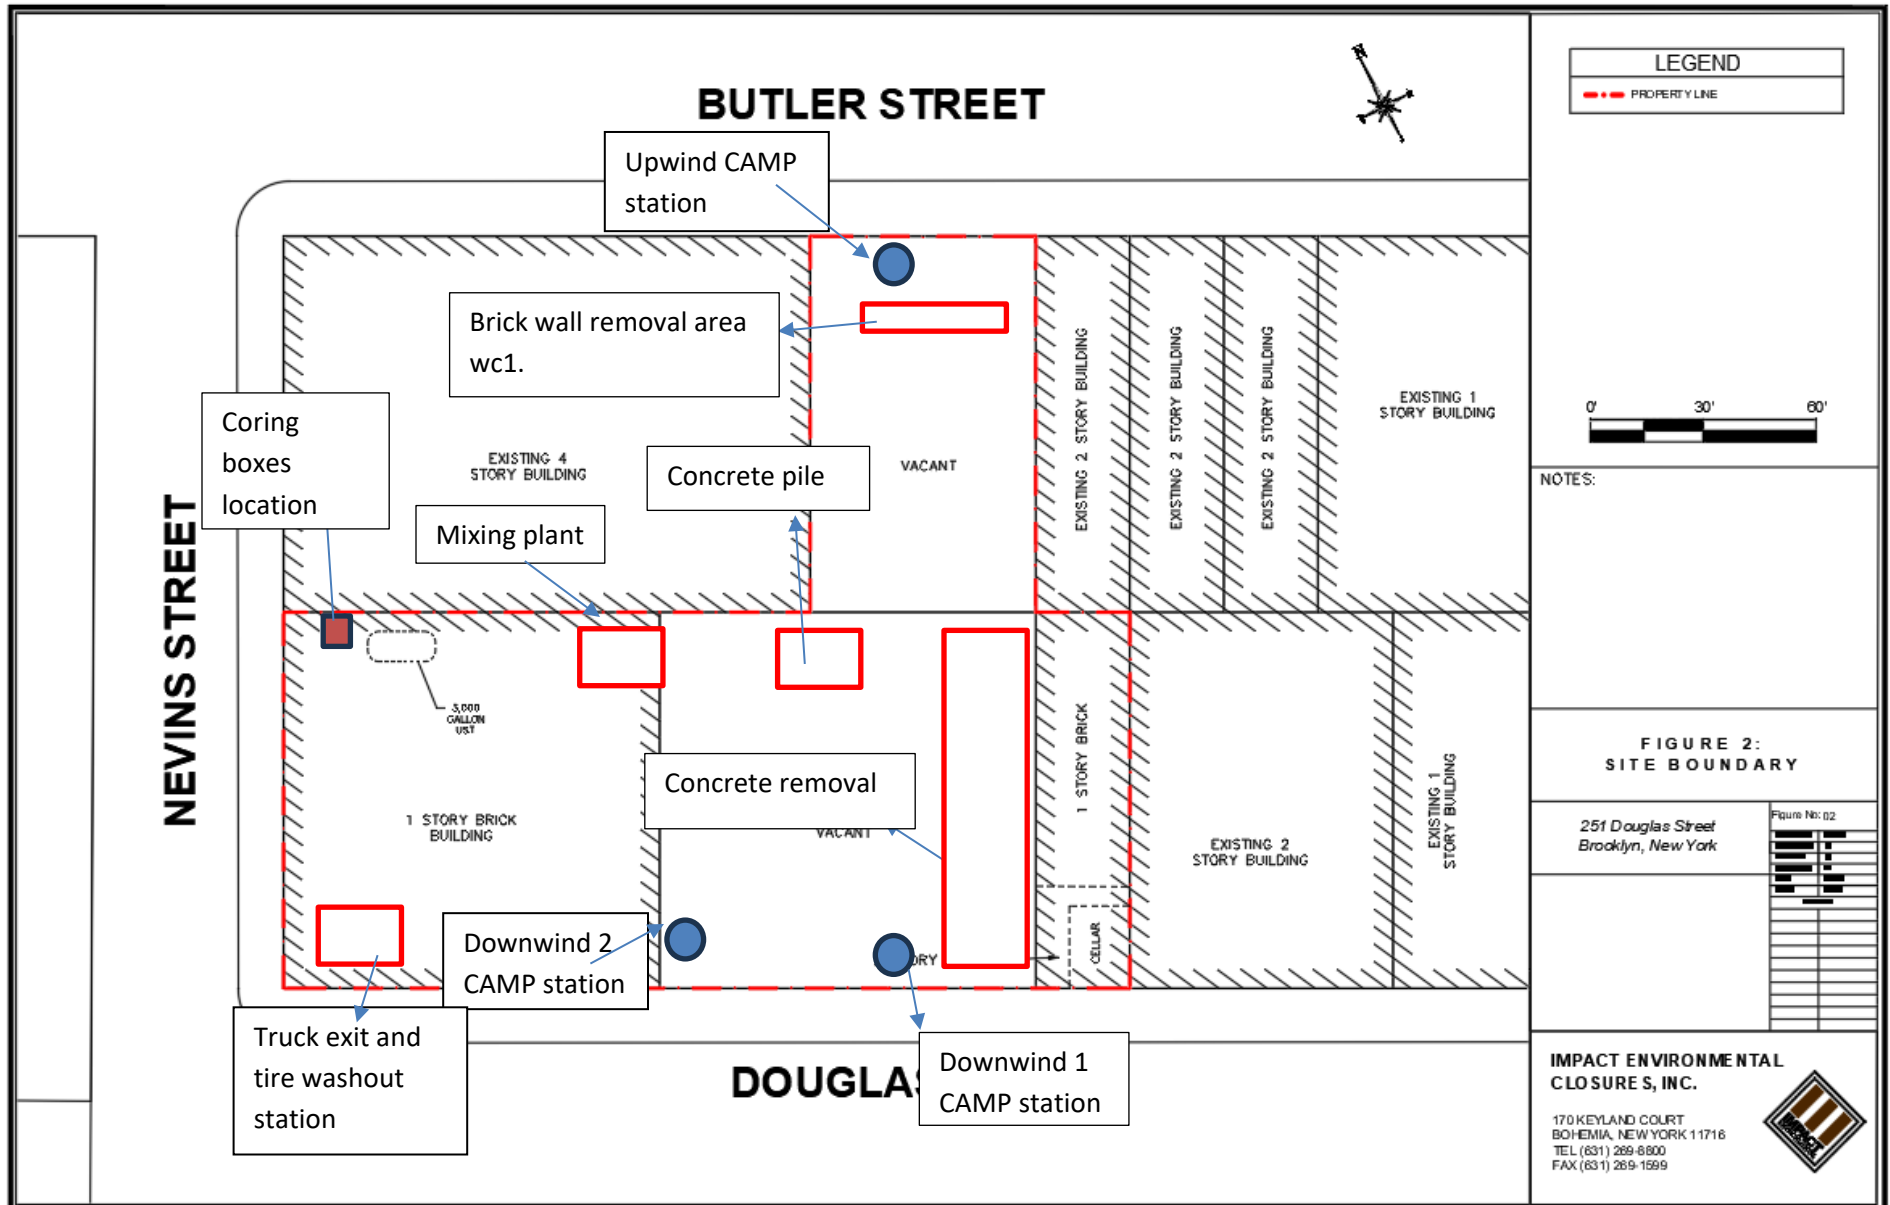 BUTLER STREET
N
LEGEND
PROPERTY LINE
Upwind CAMP
station
Brick wall removal area
wc1.
Coring
boxes
location
EXISTING 4
STORY BUILDING
Concrete pile
VACANT
Mixing plant
EXISTING 2 STORY BUILDING
EXISTING 2 STORY BUILDING
EXISTING 2 STORY BUILDING
EXISTING 1
STORY BUILDING
0' 30' 60'
NOTES:
NEVINS STREET
3,000
GALLON
UST
1 STORY BRICK
BUILDING
Concrete removal
VACANT
1 STORY BRICK
EXISTING 2
STORY BUILDING
EXISTING 1
STORY BUILDING
FIGURE 2:
SITE BOUNDARY
251 Douglas Street
Brooklyn, New York
Figure No: 02
Downwind 2
CAMP station
ORY
CELLAR
Truck exit and
tire washout
station
DOUGLAS
Downwind 1
CAMP station
IMPACT ENVIRONMENTAL
CLOSURES, INC.
170 KEYLAND COURT
BOHEMIA, NEW YORK 11716
TEL (631) 269-8800
FAX (631) 269-1599
IMPACT